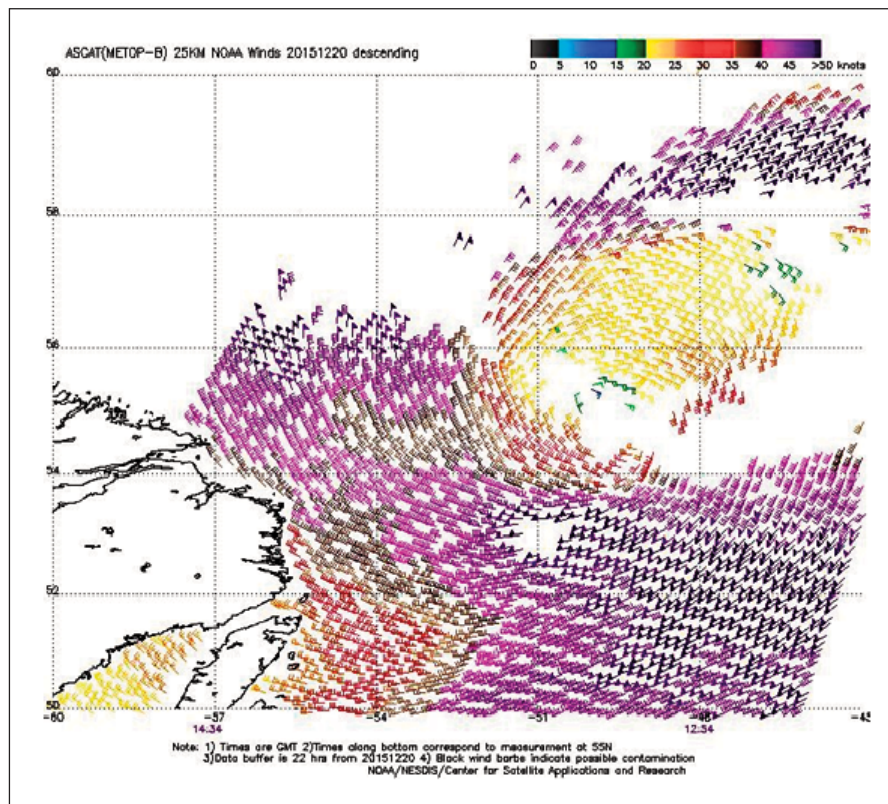 ASCAT(METOP-B) 25KM NOAA Winds 20151220 descending
0 5 10 15 20 25 30 35 40 45 >50 knots
60
58
56
54
52
50
-60 -57 -54 -51 -48 -45
14:34 12:54
Note: 1) Times are GMT 2)Times along bottom correspond to measurement at 55N
3)Data buffer is 22 hrs from 20151220 4) Black wind barbs indicate possible contamination
NOAA/NESDIS/Center for Satellite Applications and Research